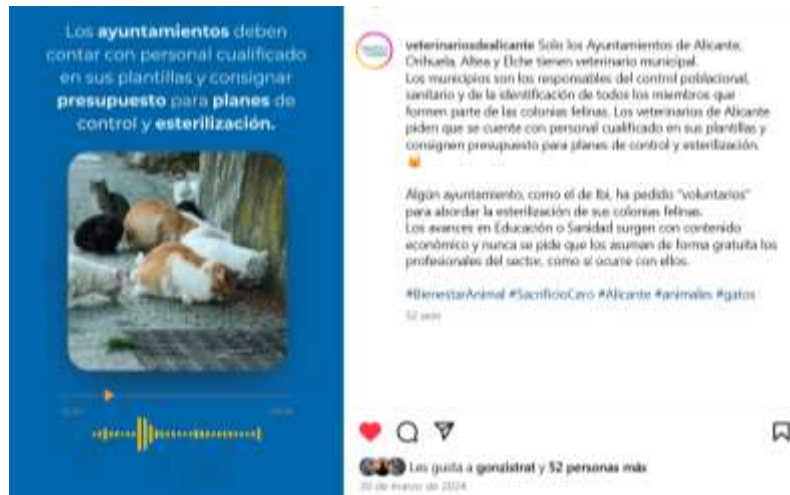 Los ayuntamientos deben
contar con personal cualificado
en sus plantillas y consignar
presupuesto para planes de
control y esterilización.
veterinariosdealicante Solo los Ayuntamientos de Alicante,
Orihuela, Altea y Elche tienen veterinario municipal.
Los municipios son los responsables del control poblacional,
sanitario y de la identificación de todos los miembros que
formen parte de las colonias felinas. Los veterinarios de Alicante
piden que se cuente con personal cualificado en sus plantillas y
consignen presupuesto para planes de control y esterilización.
Algún ayuntamiento, como el de Ibi, ha pedido "voluntarios"
para abordar la esterilización de sus colonias felinas.
Los avances en Educación o Sanidad surgen con contenido
económico y nunca se pide que los asuman de forma gratuita los
profesionales del sector, como sí ocurre con ellos.
#BienestarAnimal #SacrificioCero #Alicante #animales #gatos
52 sem
Les gusta a gonzistrat y 52 personas más
de marzo de 2024